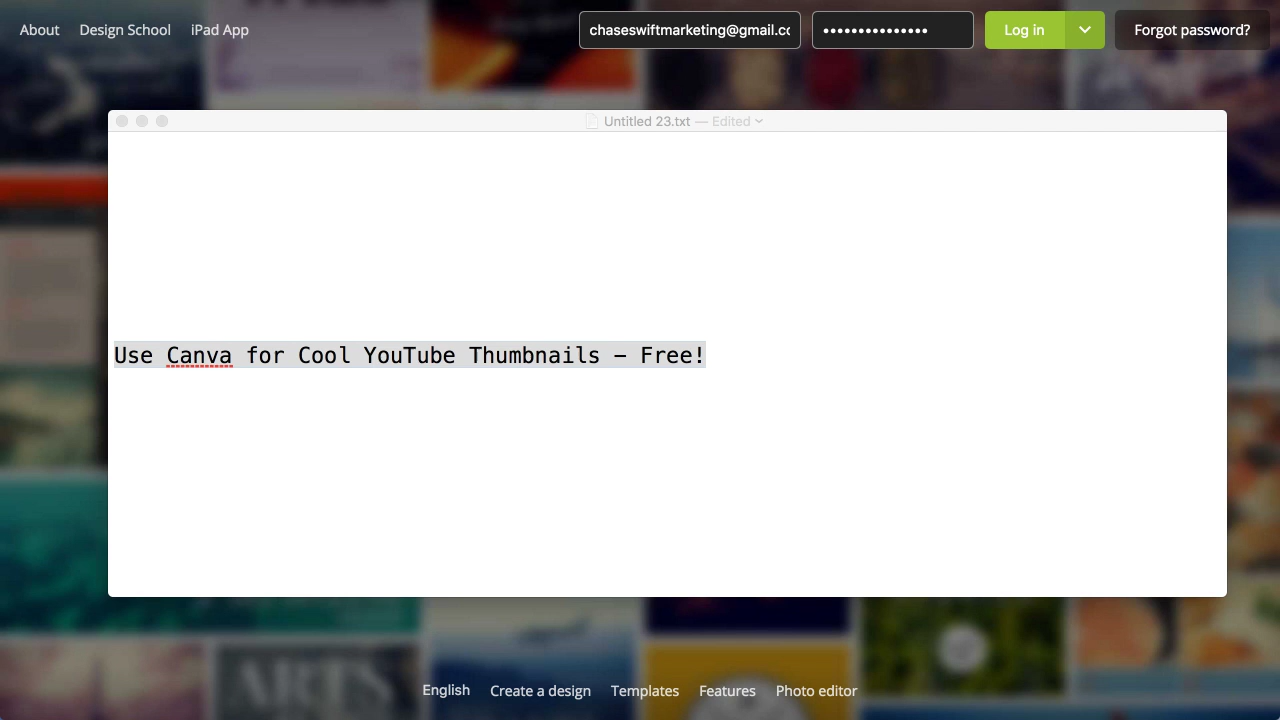 About Design School iPad App chaseswiftmarketing@gmail.cc ••••••••••••••• Log in Forgot password?
Untitled 23.txt — Edited
Use Canva for Cool YouTube Thumbnails – Free!
ARTS
English Create a design Templates Features Photo editor